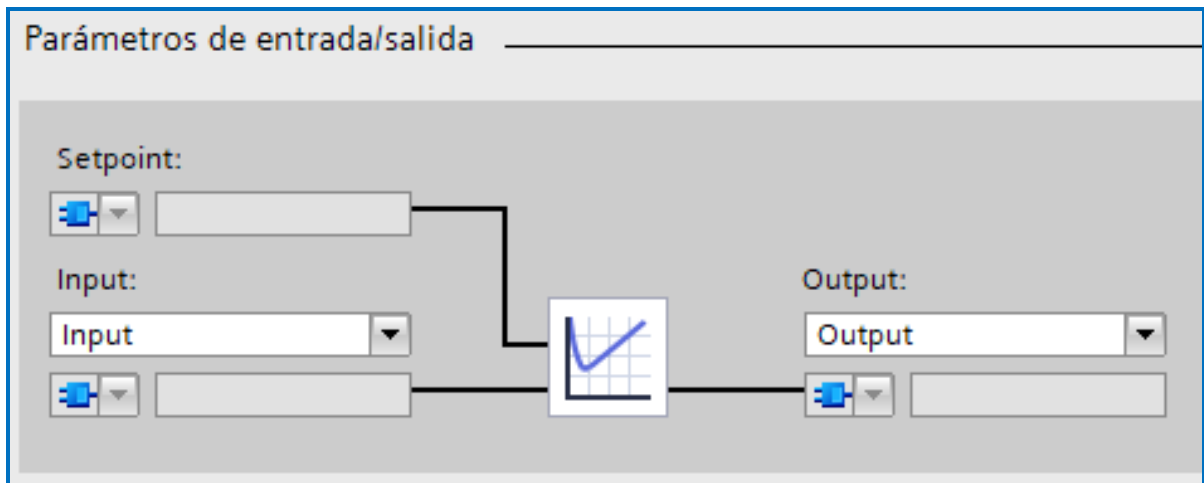 Parámetros de entrada/salida
Setpoint:
Input:
Input
Output:
Output